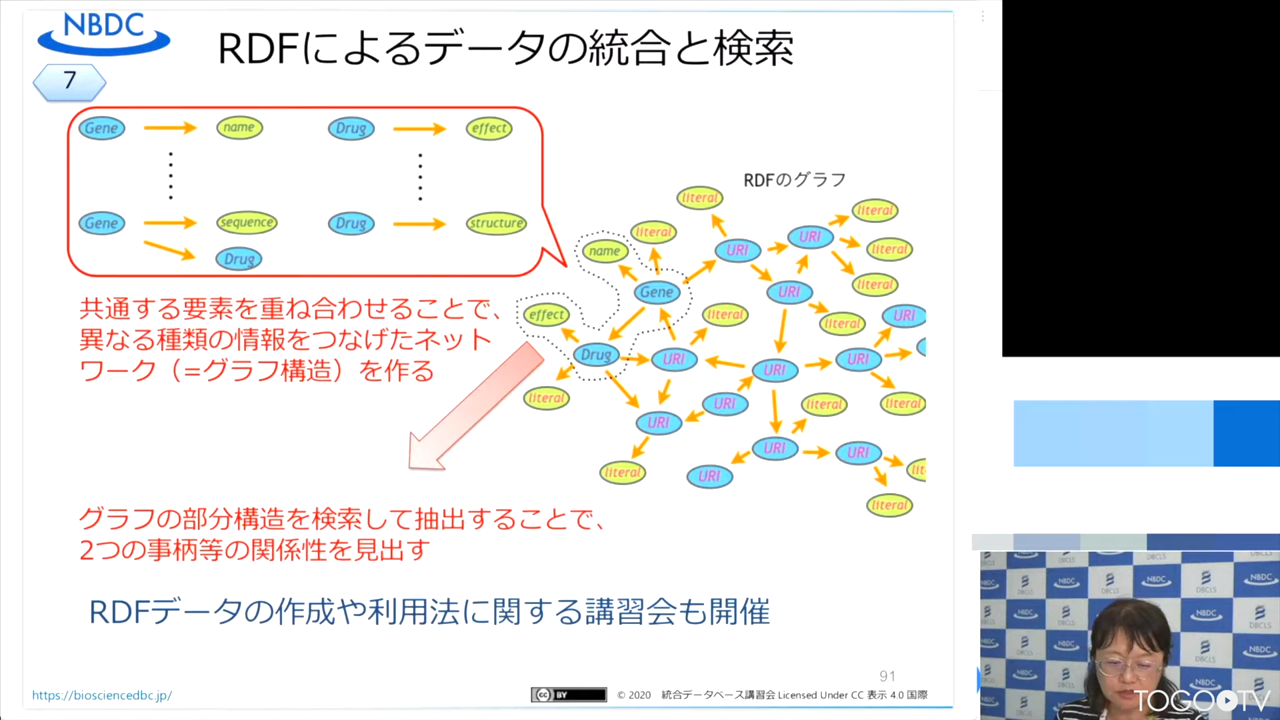 NBDC
RDFによるデータの統合と検索
7
Gene name Drug effect
Gene sequence Drug structure
Drug
RDFのグラフ
literal
literal
URI
URI
literal
name
literal
Gene
URI
literal
effect
literal
literal
URI
Drug
URI
URI
URI
literal
URI
literal
literal
URI
literal
URI
URI
literal
URI
literal
共通する要素を重ね合わせることで、
異なる種類の情報をつなげたネット
ワーク（=グラフ構造）を作る
グラフの部分構造を検索して抽出することで、
2つの事柄等の関係性を見出す
RDFデータの作成や利用法に関する講習会も開催
91
https://biosciencedbc.jp/
cc BY
© 2020 統合データベース講習会 Licensed Under CC 表示 4.0 国際
NBDC
DBCLS
TOGOTV